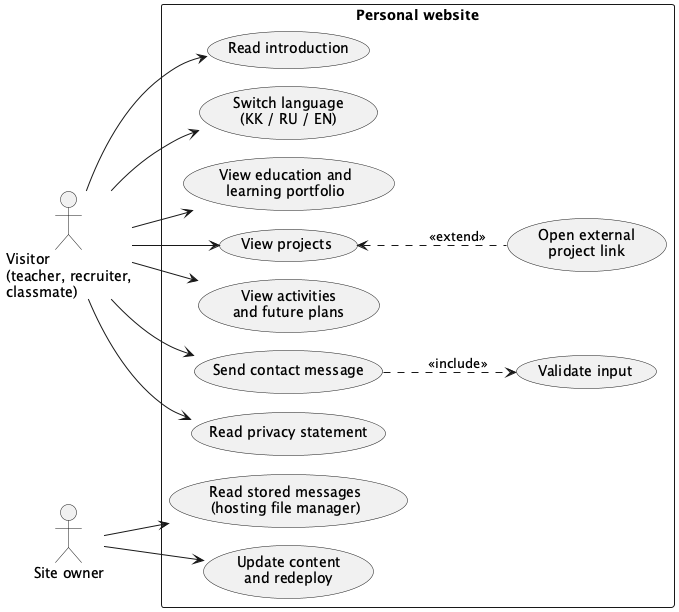 Personal website
Read introduction
Switch language
(KK / RU / EN)
View education and
learning portfolio
Visitor
(teacher, recruiter,
classmate)
View projects
«extend»
Open external
project link
View activities
and future plans
Send contact message
«include»
Validate input
Read privacy statement
Read stored messages
(hosting file manager)
Site owner
Update content
and redeploy